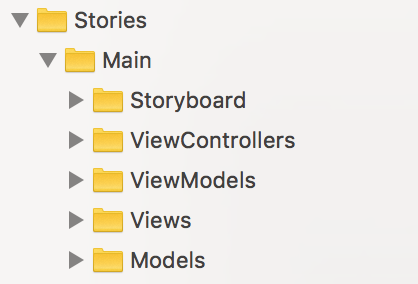 Stories
Main
Storyboard
ViewControllers
ViewModels
Views
Models